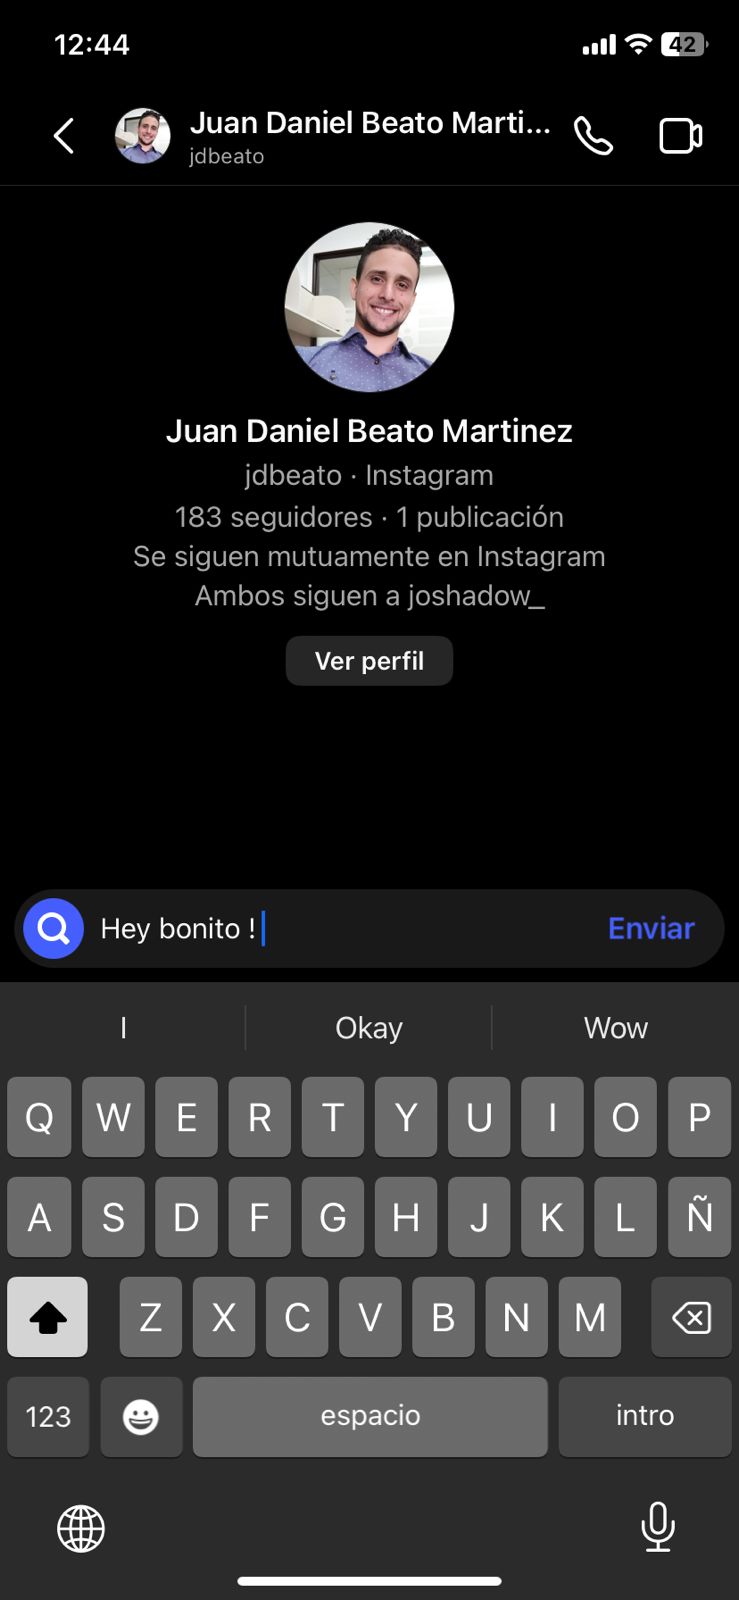 12:44
42
Juan Daniel Beato Marti...
jdbeato
Juan Daniel Beato Martinez
jdbeato · Instagram
183 seguidores · 1 publicación
Se siguen mutuamente en Instagram
Ambos siguen a joshadow_
Ver perfil
Hey bonito ! Enviar
I Okay Wow
Q W E R T Y U I O P
A S D F G H J K L Ñ
Z X C V B N M
123 espacio intro